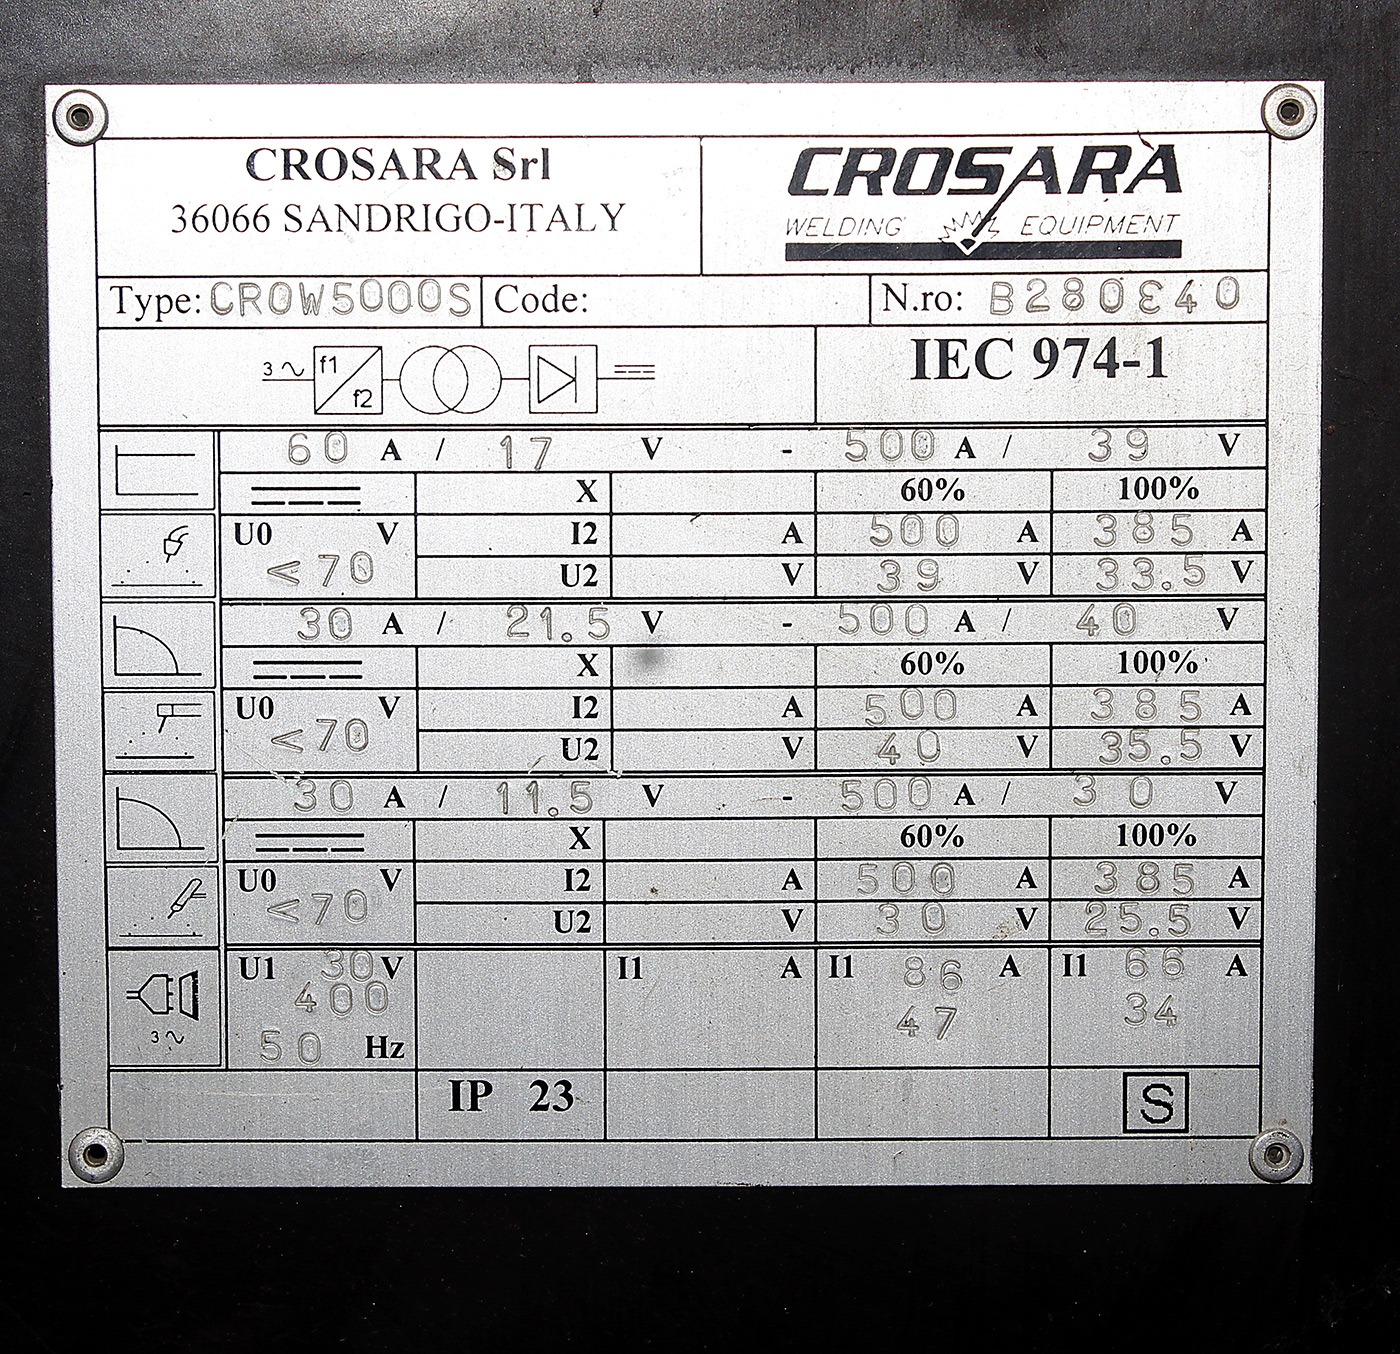 CROSARA Srl
36066 SANDRIGO-ITALY
CROSARA
WELDING EQUIPMENT
Type: CROW5000S Code: N.ro: B280E40
3 ~ f1 f2
IEC 974-1
60 A / 17 V - 500 A / 39 V
X 60% 100%
U0 V I2 A 500 A 385 A
<70 U2 V 39 V 33.5 V
30 A / 21.5 V - 500 A / 40 V
X 60% 100%
U0 V I2 A 500 A 385 A
<70 U2 V 40 V 35.5 V
30 A / 11.5 V - 500 A / 30 V
X 60% 100%
U0 V I2 A 500 A 385 A
<70 U2 V 30 V 25.5 V
U1 30 V I1 A I1 86 A I1 66 A
400 47 34
3 ~ 50 Hz
IP 23 S